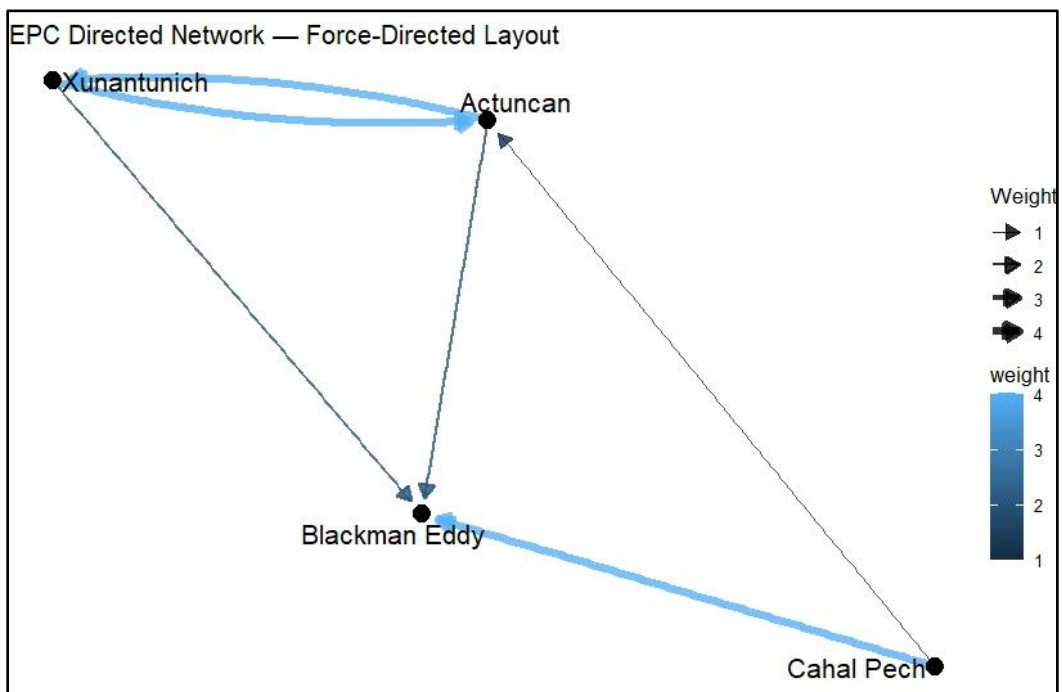 EPC Directed Network — Force-Directed Layout
Xunantunich
Actuncan
Blackman Eddy
Cahal Pech
Weight
1
2
3
4
weight
4
3
2
1